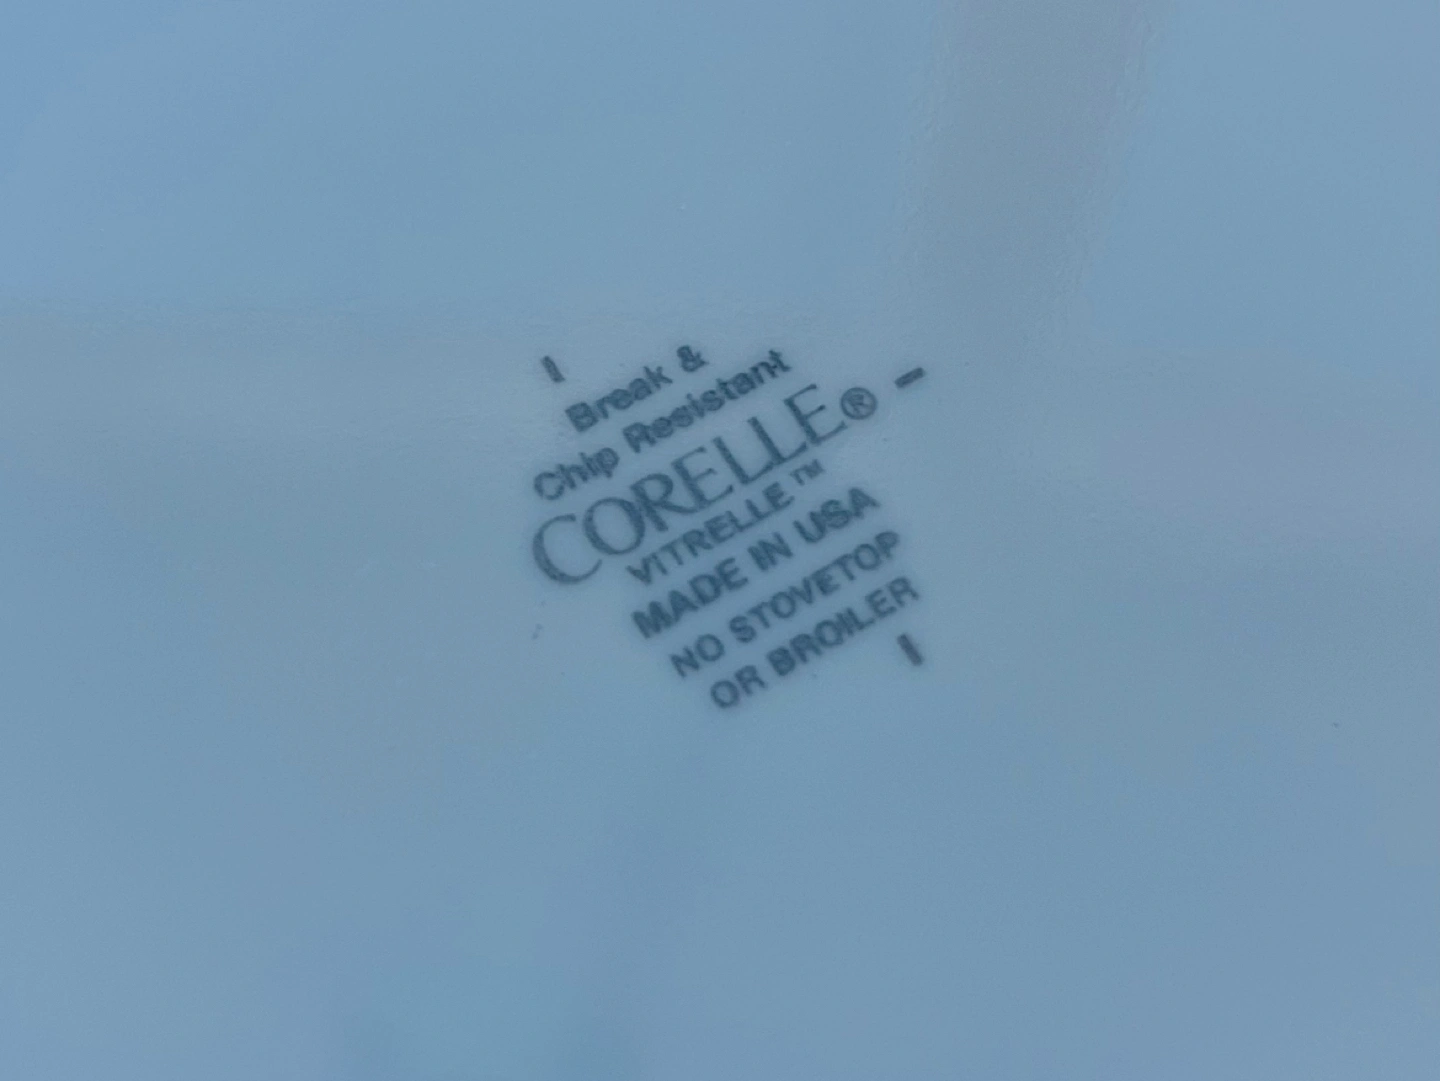 Break &
Chip Resistant
CORELLE®
VITRELLE™
MADE IN USA
NO STOVETOP
OR BROILER